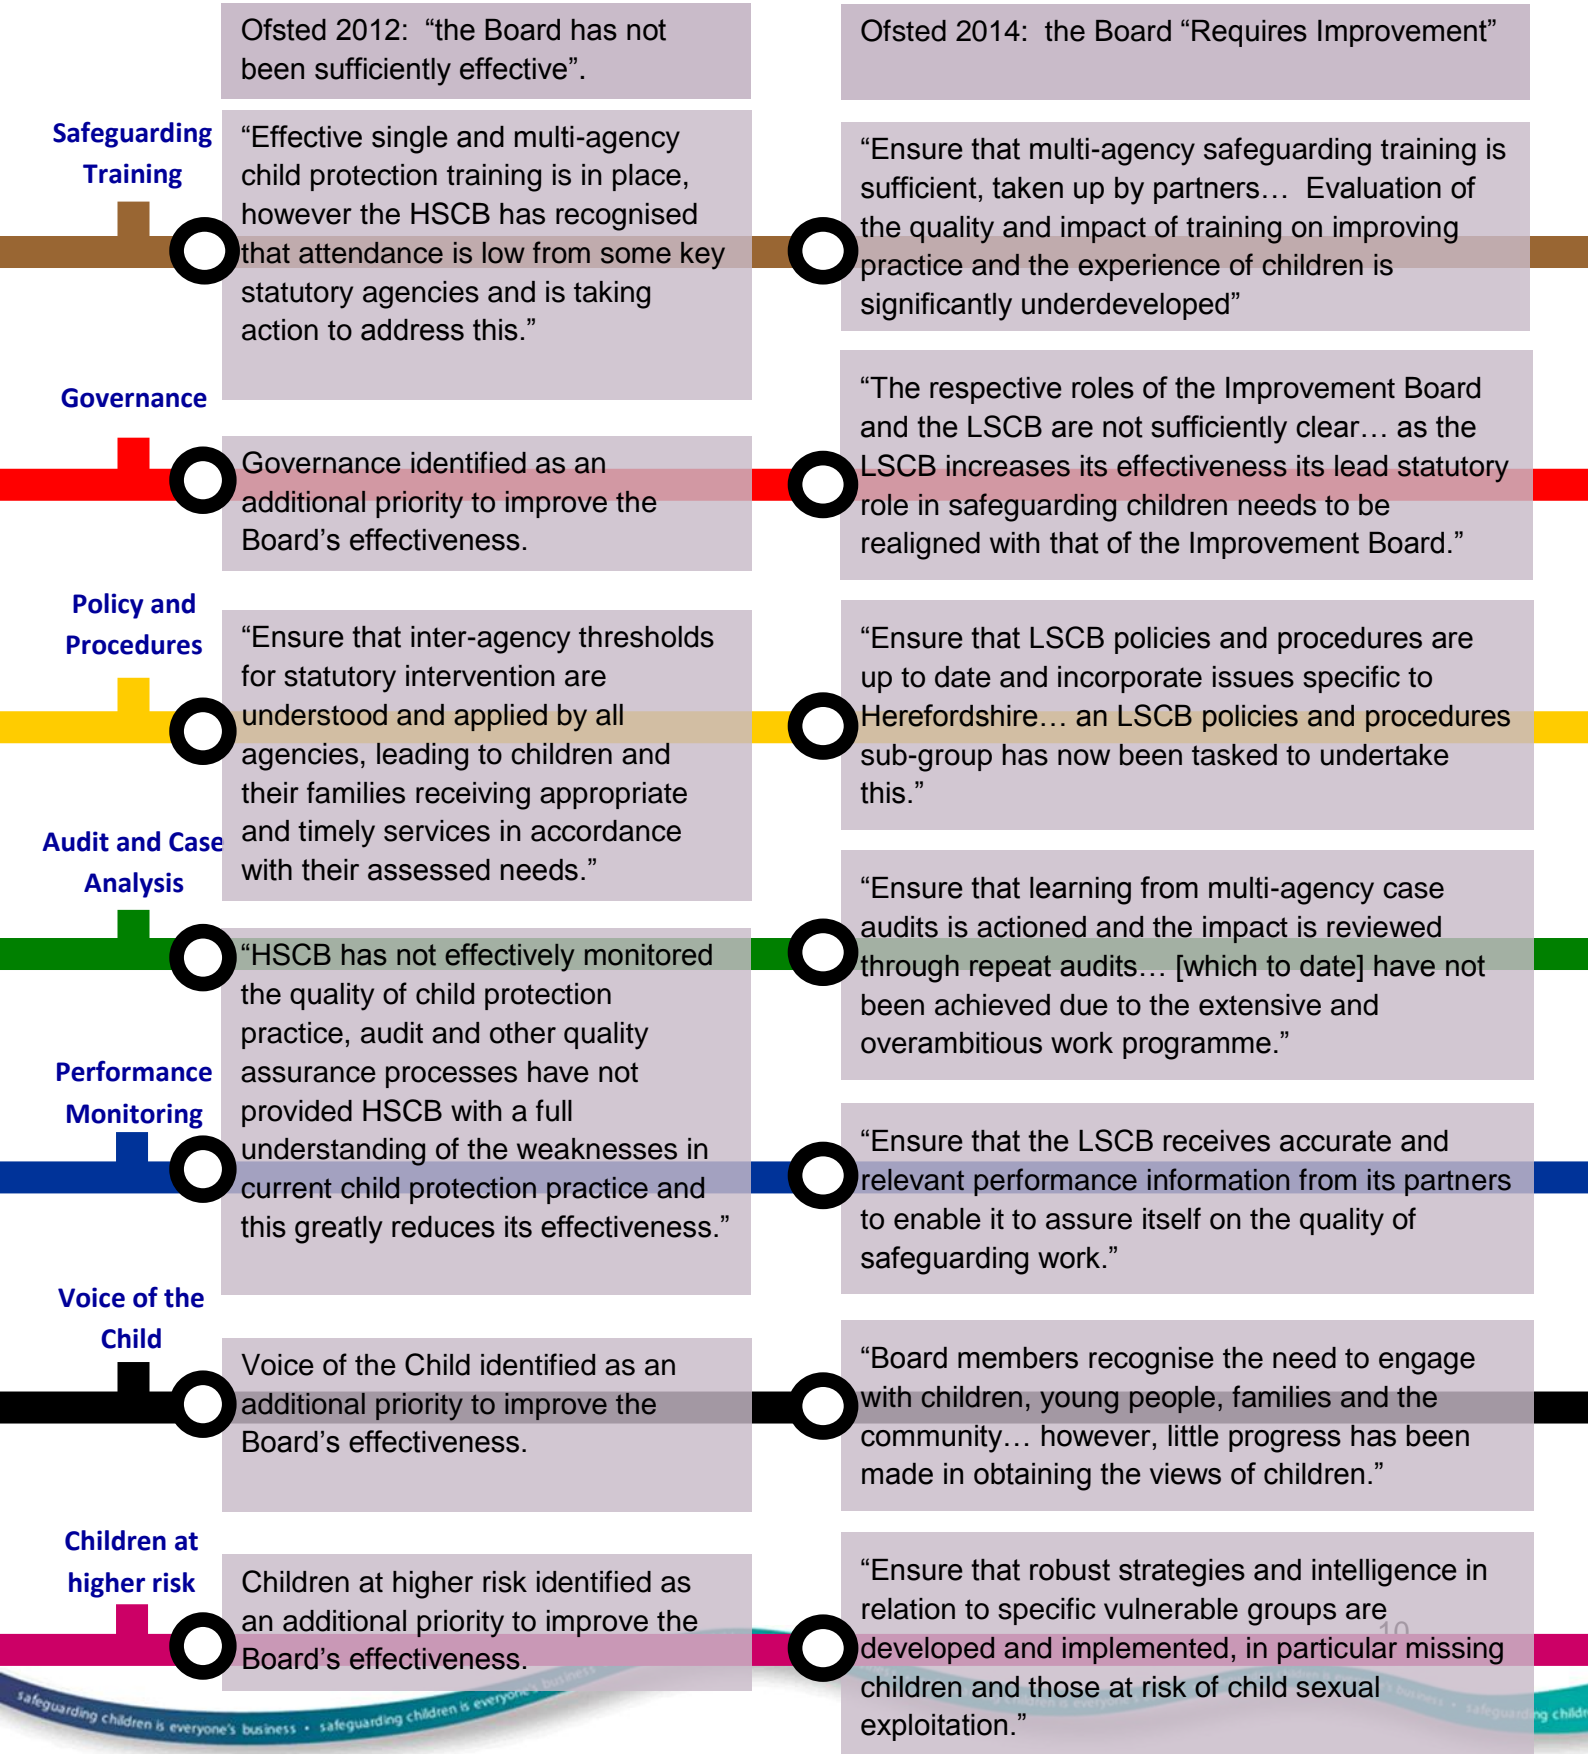 Ofsted 2012:  “the Board has not
been sufficiently effective”.
Ofsted 2014:  the Board “Requires Improvement”
Safeguarding
Training
“Effective single and multi-agency
child protection training is in place,
however the HSCB has recognised
that attendance is low from some key
statutory agencies and is taking
action to address this.”
“Ensure that multi-agency safeguarding training is
sufficient, taken up by partners…  Evaluation of
the quality and impact of training on improving
practice and the experience of children is
significantly underdeveloped”
Governance
Governance identified as an
additional priority to improve the
Board’s effectiveness.
“The respective roles of the Improvement Board
and the LSCB are not sufficiently clear… as the
LSCB increases its effectiveness its lead statutory
role in safeguarding children needs to be
realigned with that of the Improvement Board.”
Policy and
Procedures
“Ensure that inter-agency thresholds
for statutory intervention are
understood and applied by all
agencies, leading to children and
their families receiving appropriate
and timely services in accordance
with their assessed needs.”
“Ensure that LSCB policies and procedures are
up to date and incorporate issues specific to
Herefordshire… an LSCB policies and procedures
sub-group has now been tasked to undertake
this.”
Audit and Case
Analysis
“HSCB has not effectively monitored
the quality of child protection
practice, audit and other quality
assurance processes have not
provided HSCB with a full
understanding of the weaknesses in
current child protection practice and
this greatly reduces its effectiveness.”
“Ensure that learning from multi-agency case
audits is actioned and the impact is reviewed
through repeat audits… [which to date] have not
been achieved due to the extensive and
overambitious work programme.”
Performance
Monitoring
“Ensure that the LSCB receives accurate and
relevant performance information from its partners
to enable it to assure itself on the quality of
safeguarding work.”
Voice of the
Child
Voice of the Child identified as an
additional priority to improve the
Board’s effectiveness.
“Board members recognise the need to engage
with children, young people, families and the
community… however, little progress has been
made in obtaining the views of children.”
Children at
higher risk
Children at higher risk identified as
an additional priority to improve the
Board’s effectiveness.
“Ensure that robust strategies and intelligence in
relation to specific vulnerable groups are
developed and implemented, in particular missing
children and those at risk of child sexual
exploitation.”
10
safeguarding children is everyone's business • safeguarding children is everyone's business
safeguarding childr